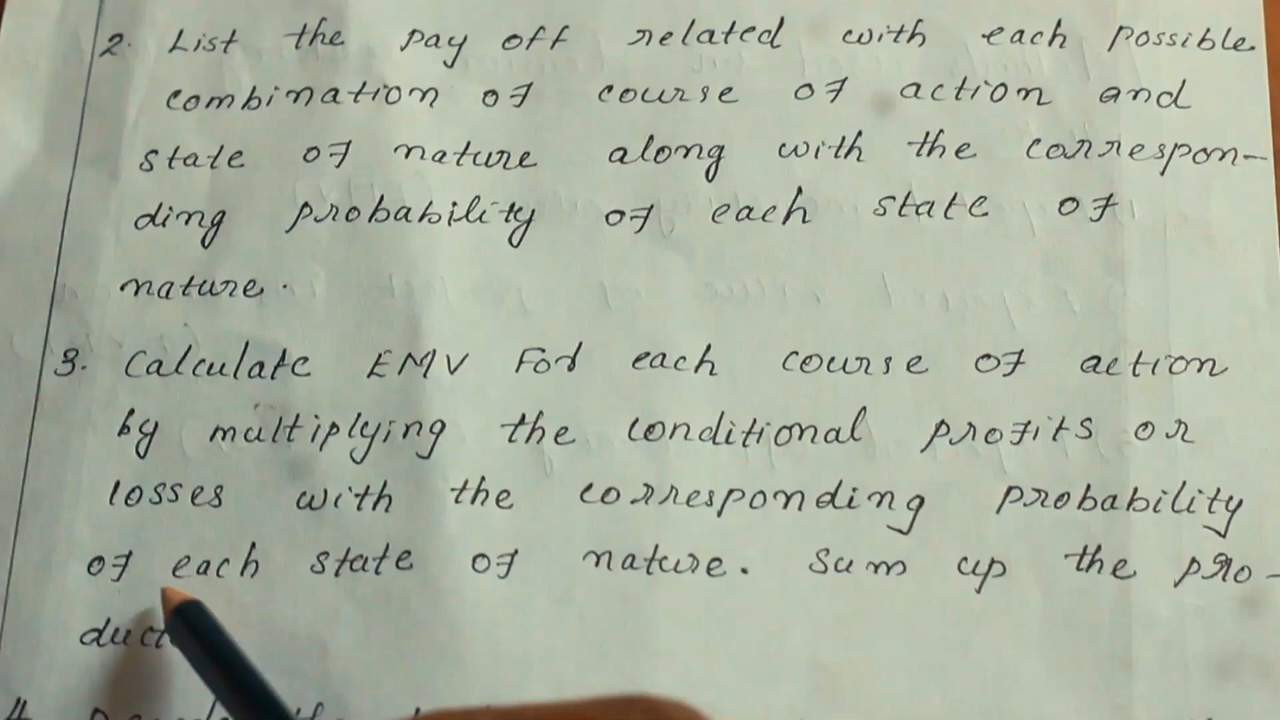 2. List the pay off related with each possible
combination of course of action and
state of nature along with the correspon-
ding probability of each state of
nature.
3. Calculate EMV For each course of action
by multiplying the conditional profits or
losses with the corresponding probability
of each state of nature. Sum up the pro-
duct
4.